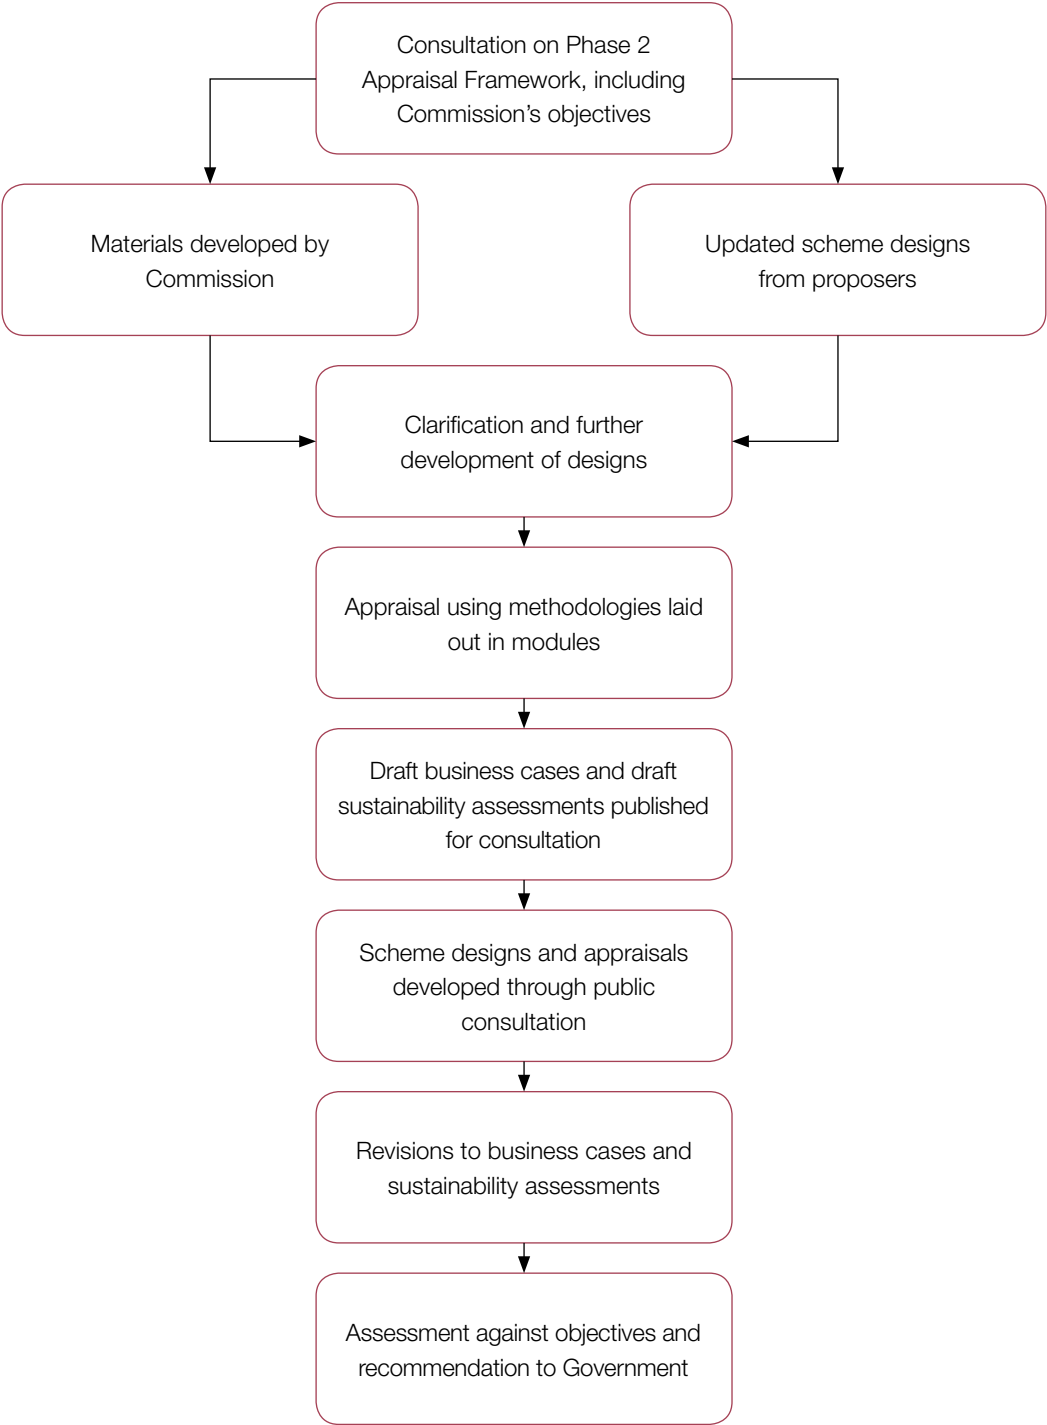 Consultation on Phase 2
Appraisal Framework, including
Commission’s objectives
Materials developed by
Commission
Updated scheme designs
from proposers
Clarification and further
development of designs
Appraisal using methodologies laid
out in modules
Draft business cases and draft
sustainability assessments published
for consultation
Scheme designs and appraisals
developed through public
consultation
Revisions to business cases and
sustainability assessments
Assessment against objectives and
recommendation to Government